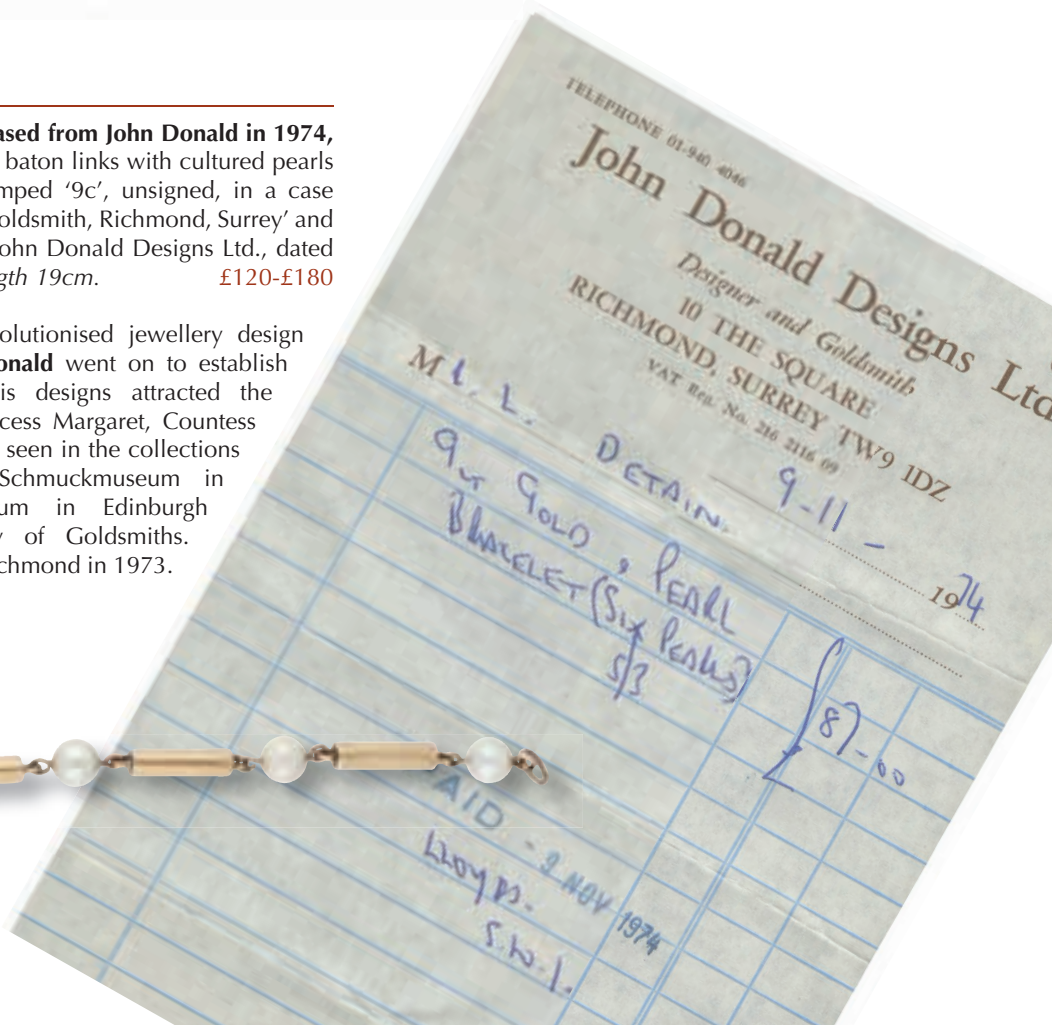 ased from John Donald in 1974,
baton links with cultured pearls
mped ‘9c’, unsigned, in a case
oldsmith, Richmond, Surrey’ and
ohn Donald Designs Ltd., dated
gth 19cm. £120-£180
olutionised jewellery design
onald went on to establish
is designs attracted the
cess Margaret, Countess
seen in the collections
Schmuckmuseum in
um in Edinburgh
y of Goldsmiths.
chmond in 1973.
TELEPHONE 01-940 4046
John Donald Designs Ltd
Designer and Goldsmith
10 THE SQUARE
RICHMOND, SURREY TW9 1DZ
VAT Reg. No. 216 2116 09
9-11- 1974
M
9ct GOLD & PEARL
BRACELET (Six Pearls)
£87-00
AID - 9 NOV 1974
LLOYDS.
S.W.1.